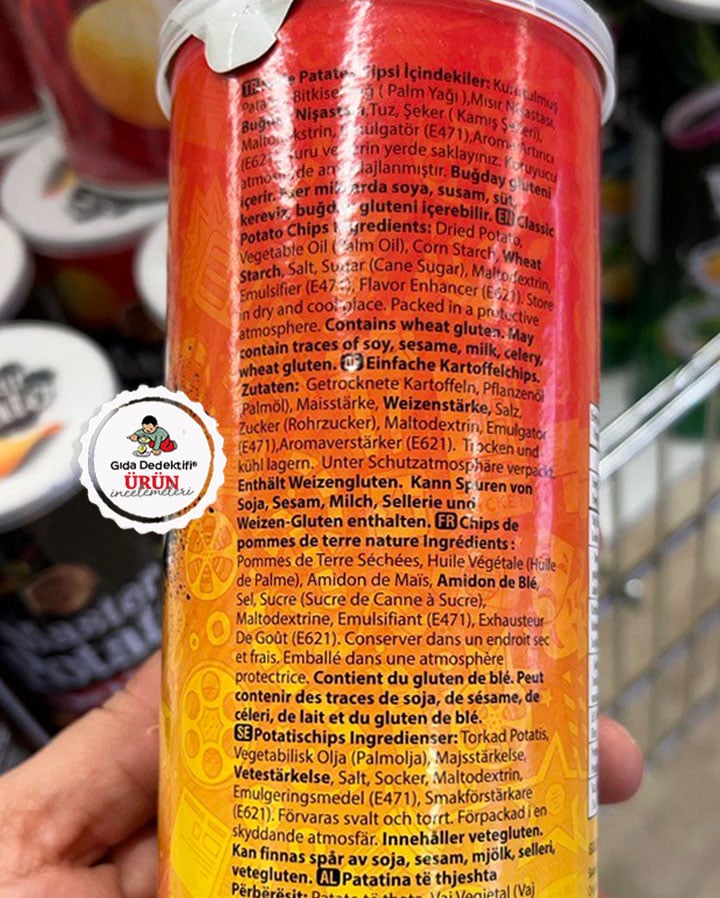 Patates Cipsi İçindekiler: Kurutulmuş
Bitkisel Yağ ( Palm Yağı ),Mısır Nişastası,
Buğday Nişastası,Tuz, Şeker ( Kamış Şekeri),
Maltodekstrin, Emülgatör (E471),Aroma Artırıcı
(E621). Kuru ve serin yerde saklayınız. Koruyucu
atmosferde ambalajlanmıştır. Buğday gluteni
içerir. Eser miktarda soya, susam, süt,
kereviz, buğday gluteni içerebilir. EN Classic
Potato Chips Ingredients: Dried Potato,
Vegetable Oil (Palm Oil), Corn Starch, Wheat
Starch, Salt, Sugar (Cane Sugar), Maltodextrin,
Emulsifier (E471), Flavor Enhancer (E621). Store
in dry and cool place. Packed in a protective
atmosphere. Contains wheat gluten. May
contain traces of soy, sesame, milk, celery,
wheat gluten. Einfache Kartoffelchips.
Zutaten: Getrocknete Kartoffeln, Pflanzenöl
(Palmöl), Maisstärke, Weizenstärke, Salz,
Zucker (Rohrzucker), Maltodextrin, Emulgator
(E471),Aromaverstärker (E621). Trocken und
kühl lagern. Unter Schutzatmosphäre verpackt.
Enthält Weizengluten. Kann Spuren von
Soja, Sesam, Milch, Sellerie und
Weizen-Gluten enthalten. FR Chips de
pommes de terre nature Ingrédients :
Pommes de Terre Séchées, Huile Végétale (Huile
de Palme), Amidon de Maïs, Amidon de Blé,
Sel, Sucre (Sucre de Canne à Sucre),
Maltodextrine, Emulsifiant (E471), Exhausteur
De Goût (E621). Conserver dans un endroit sec
et frais. Emballé dans une atmosphère
protectrice. Contient du gluten de blé. Peut
contenir des traces de soja, de sésame, de
céleri, de lait et du gluten de blé.
SE Potatischips Ingredienser: Torkad Potatis,
Vegetabilisk Olja (Palmolja), Majsstärkelse,
Vetestärkelse, Salt, Socker, Maltodextrin,
Emulgeringsmedel (E471), Smakförstärkare
(E621). Förvaras svalt och torrt. Förpackad i en
skyddande atmosfär. Innehåller vetegluten.
Kan finnas spår av soja, sesam, mjölk, selleri,
vetegluten. AL Patatina të thjeshta
Përbërësit: Patate të thata, Vaj Vegjetal (Vaj
Gıda Dedektifi®
ÜRÜN
incelemeleri
Master
Potato